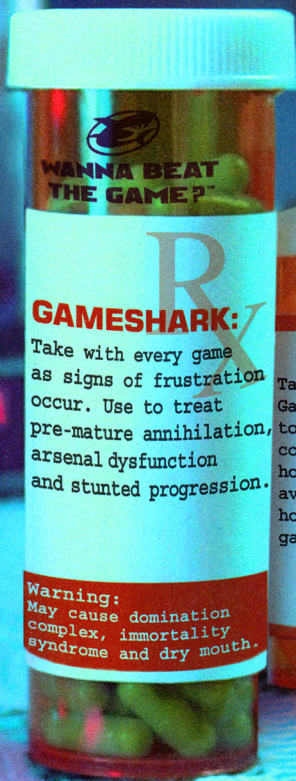 WANNA BEAT
THE GAME?™
Rx
GAMESHARK:
Take with every game
as signs of frustration
occur. Use to treat
pre-mature annihilation,
arsenal dysfunction
and stunted progression.
Warning:
May cause domination
complex, immortality
syndrome and dry mouth.